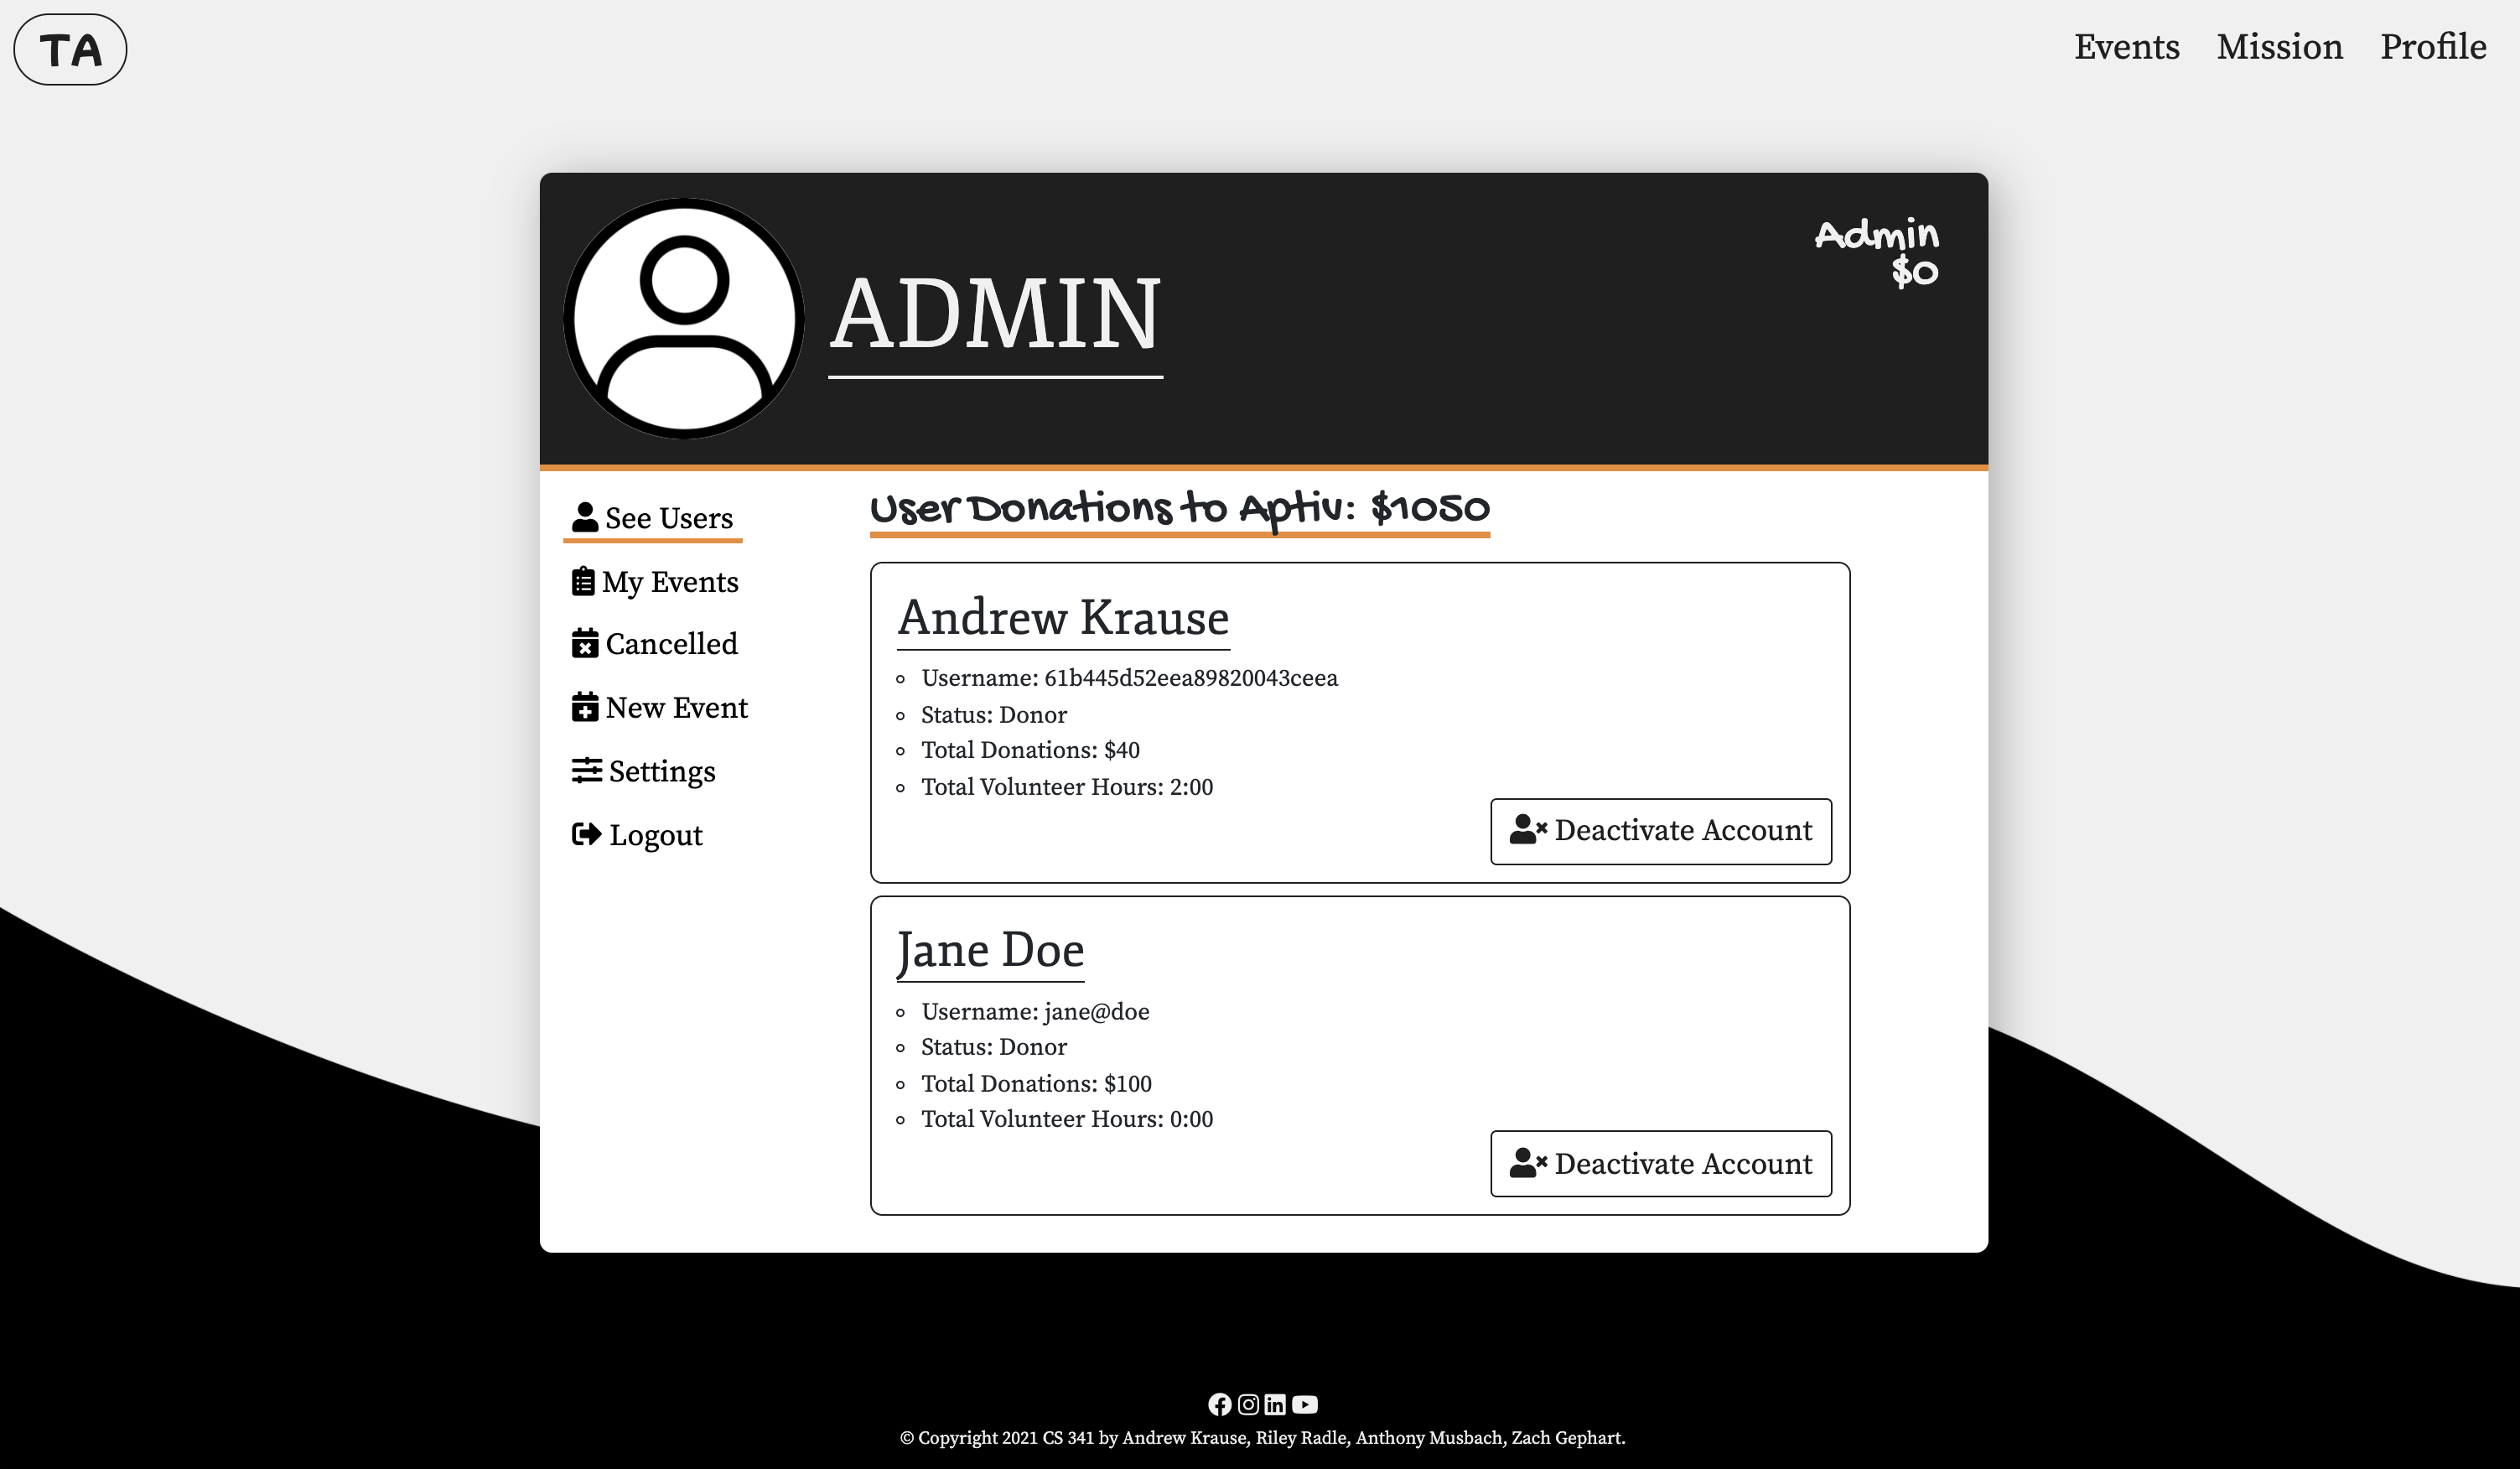 TA
Events Mission Profile
ADMIN
Admin
$0
See Users
My Events
Cancelled
New Event
Settings
Logout
User Donations to Aptiv: $1050
Andrew Krause
Username: 61b445d52eea89820043ceea
Status: Donor
Total Donations: $40
Total Volunteer Hours: 2:00
Deactivate Account
Jane Doe
Username: jane@doe
Status: Donor
Total Donations: $100
Total Volunteer Hours: 0:00
Deactivate Account
© Copyright 2021 CS 341 by Andrew Krause, Riley Radle, Anthony Musbach, Zach Gephart.